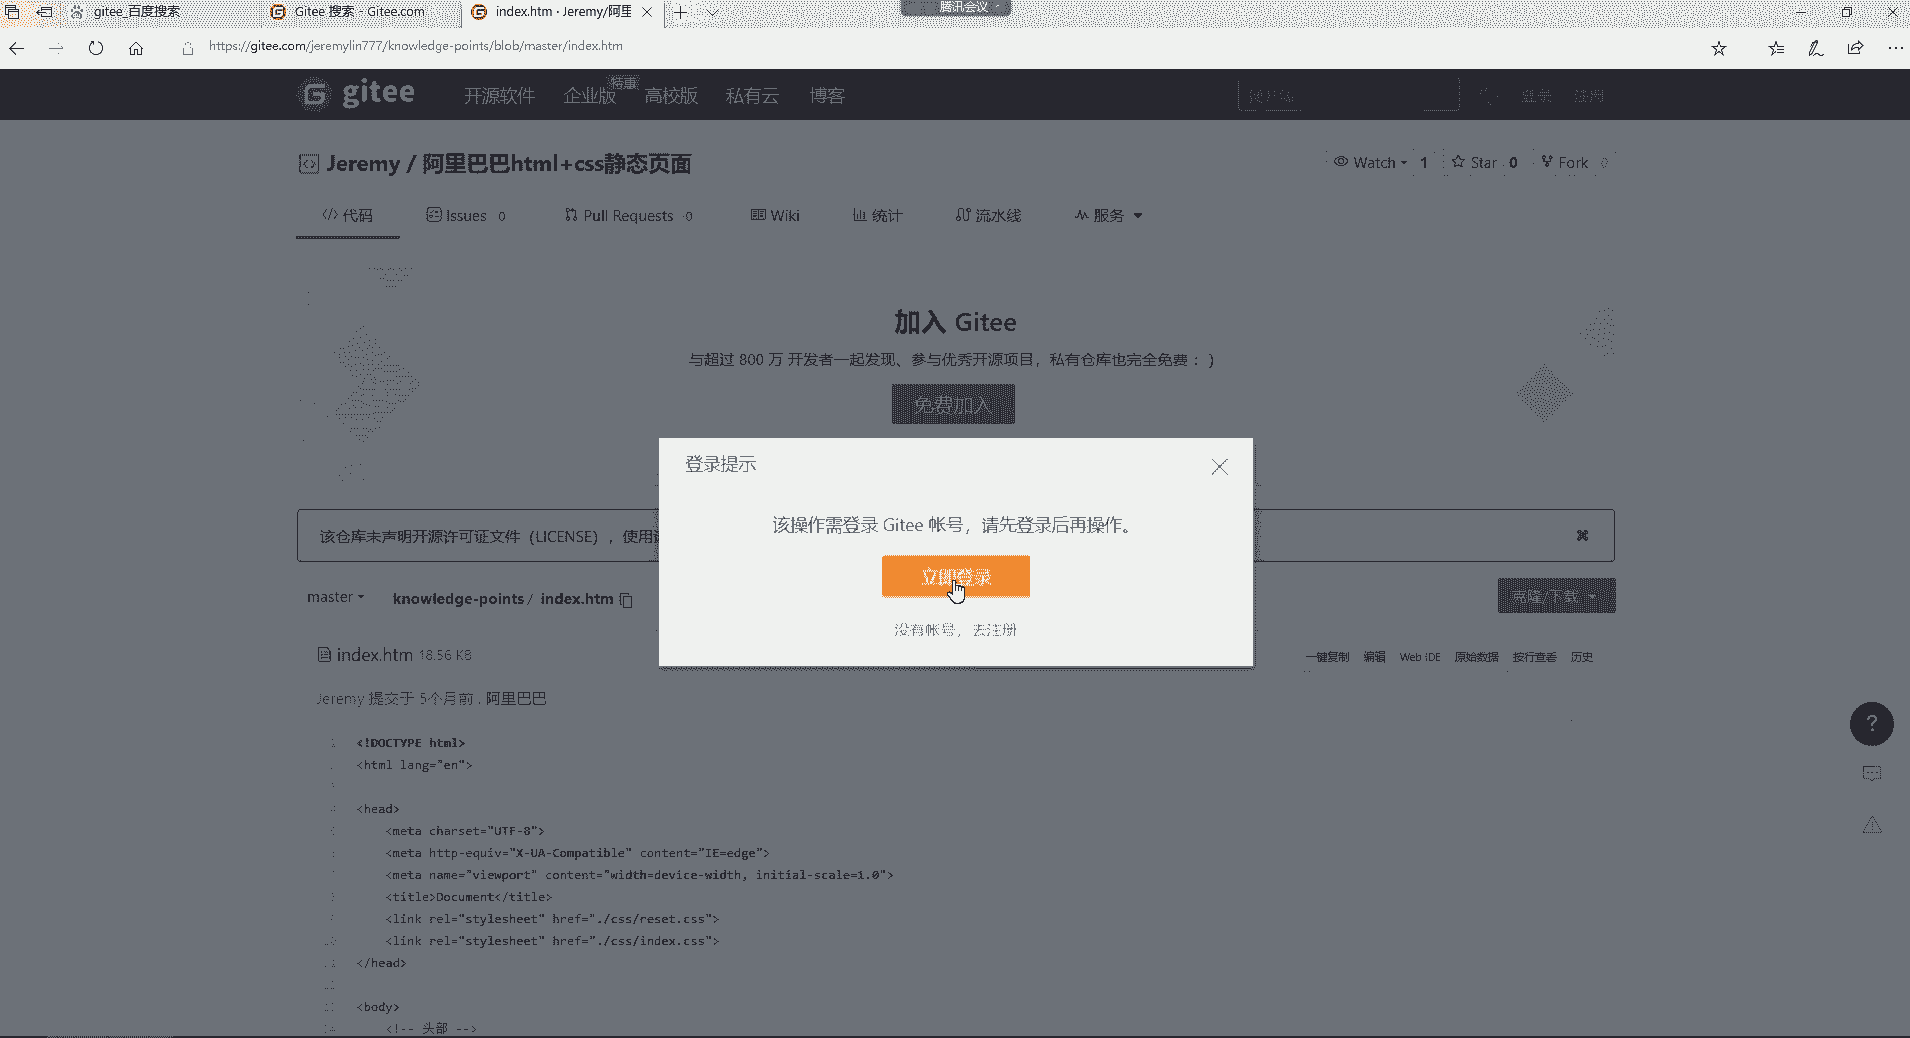 gitee_百度搜索
Gitee 搜索 - Gitee.com
index.htm · Jeremy/阿里
腾讯会议
https://gitee.com/jeremylin777/knowledge-points/blob/master/index.htm
gitee
开源软件
企业版
特惠
高校版
私有云
博客
登录
注册
Jeremy / 阿里巴巴html+css静态页面
Watch
1
Star
0
Fork
0
代码
Issues 0
Pull Requests 0
Wiki
统计
流水线
服务
加入 Gitee
与超过 800 万 开发者一起发现、参与优秀开源项目，私有仓库也完全免费：）
免费加入
登录提示
该操作需登录 Gitee 帐号，请先登录后再操作。
立即登录
没有帐号，去注册
该仓库未声明开源许可证文件（LICENSE），使用
master
knowledge-points / index.htm
克隆/下载
index.htm 18.56 KB
一键复制
编辑
Web IDE
原始数据
按行查看
历史
Jeremy 提交于 5个月前 . 阿里巴巴
<!DOCTYPE html>
<html lang="en">
<head>
<meta charset="UTF-8">
<meta http-equiv="X-UA-Compatible" content="IE=edge">
<meta name="viewport" content="width=device-width, initial-scale=1.0">
<title>Document</title>
<link rel="stylesheet" href="./css/reset.css">
<link rel="stylesheet" href="./css/index.css">
</head>
<body>
<!-- 头部 -->